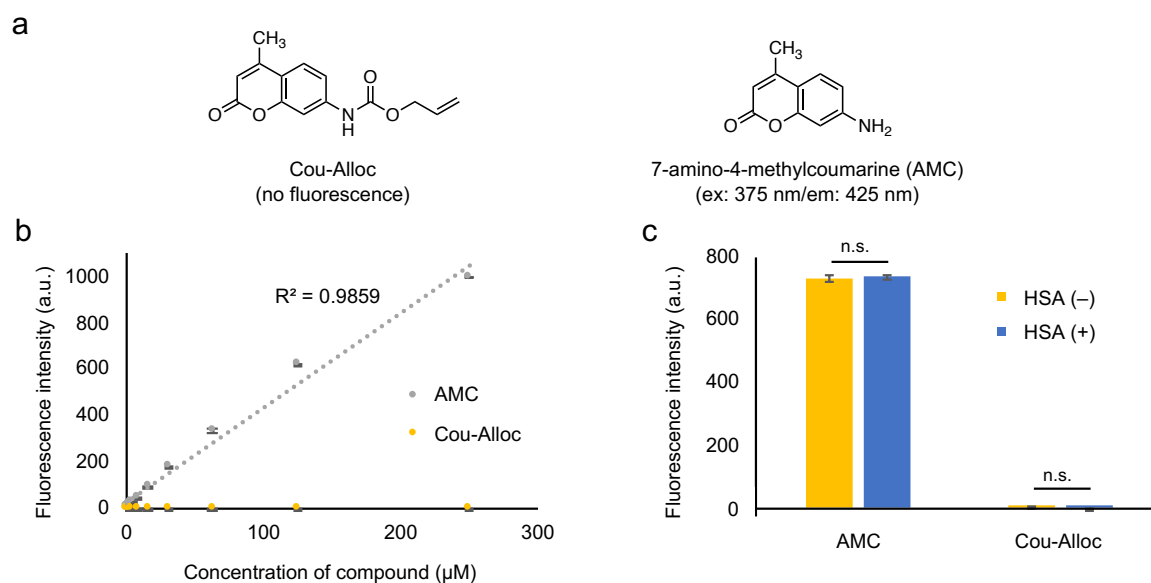 a
CH3
O
O
N
H
O
O
Cou-Alloc
(no fluorescence)
CH3
O
O
NH2
7-amino-4-methylcoumarine (AMC)
(ex: 375 nm/em: 425 nm)
b
Fluorescence intensity (a.u.)
1000
800
600
400
200
0
R² = 0.9859
AMC
Cou-Alloc
0
100
200
300
Concentration of compound (µM)
c
Fluorescence intensity (a.u.)
800
600
400
200
0
n.s.
n.s.
HSA (–)
HSA (+)
AMC
Cou-Alloc